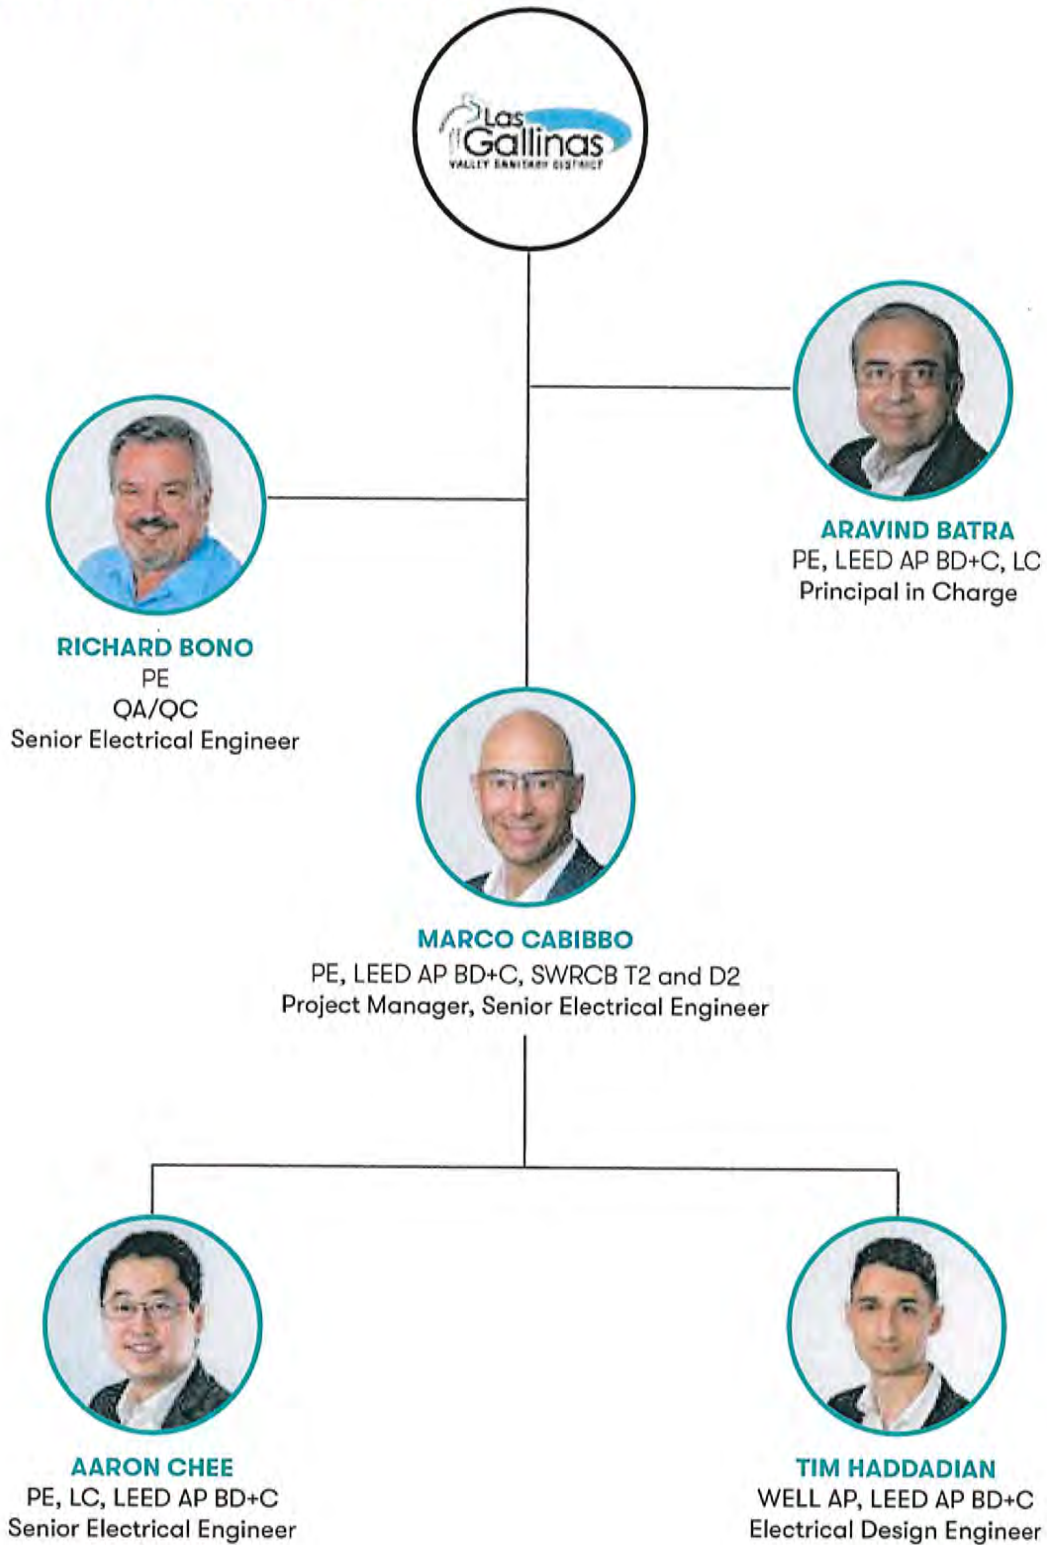 Las
Gallinas
VALLEY SANITARY DISTRICT
ARAVIND BATRA
PE, LEED AP BD+C, LC
Principal in Charge
RICHARD BONO
PE
QA/QC
Senior Electrical Engineer
MARCO CABIBBO
PE, LEED AP BD+C, SWRCB T2 and D2
Project Manager, Senior Electrical Engineer
AARON CHEE
PE, LC, LEED AP BD+C
Senior Electrical Engineer
TIM HADDADIAN
WELL AP, LEED AP BD+C
Electrical Design Engineer